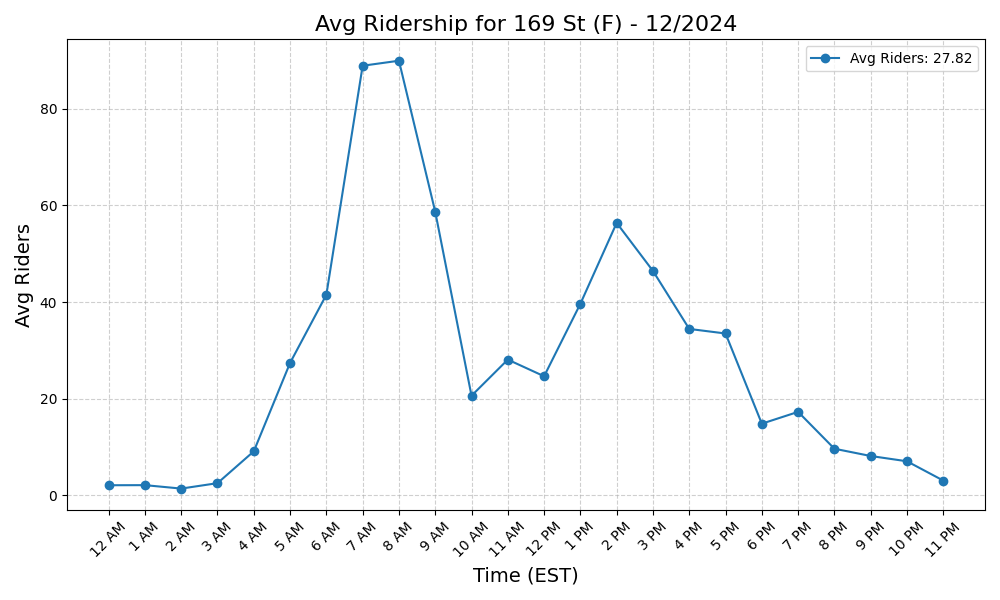 Avg Ridership for 169 St (F) - 12/2024
Avg Riders: 27.82
Avg Riders
80
60
40
20
0
12 AM
1 AM
2 AM
3 AM
4 AM
5 AM
6 AM
7 AM
8 AM
9 AM
10 AM
11 AM
12 PM
1 PM
2 PM
3 PM
4 PM
5 PM
6 PM
7 PM
8 PM
9 PM
10 PM
11 PM
Time (EST)